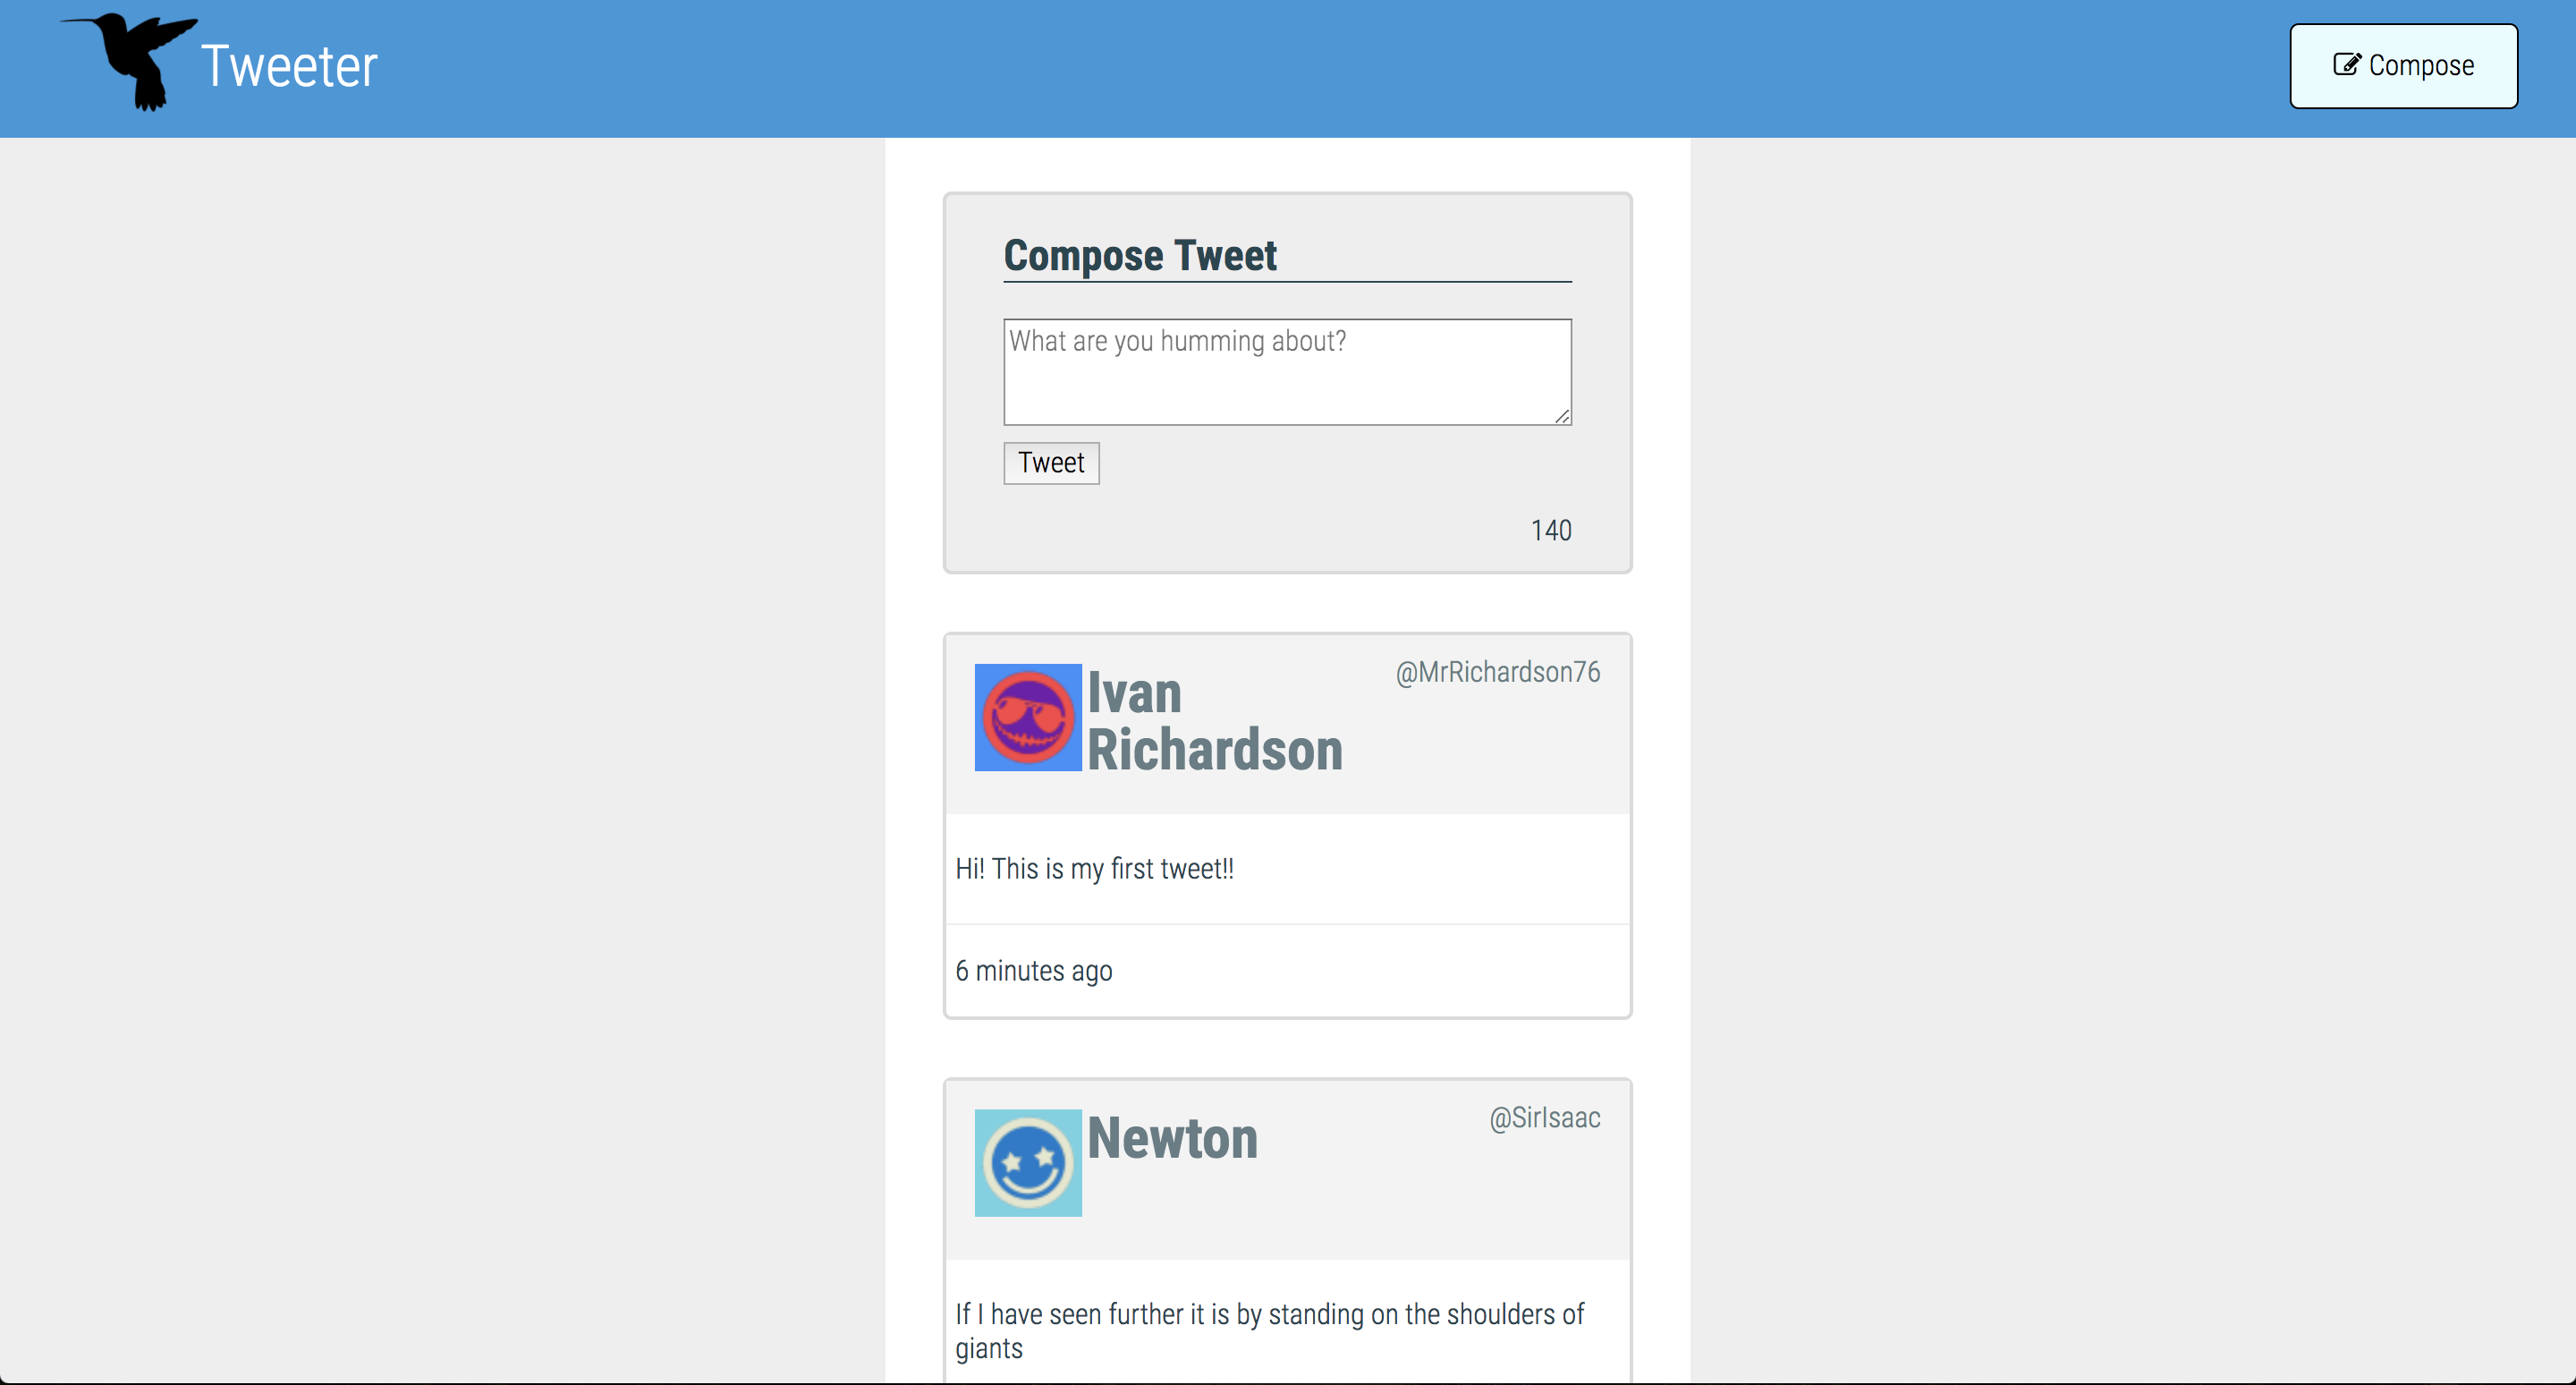 Tweeter
Compose
Compose Tweet
What are you humming about?
Tweet
140
Ivan
Richardson
@MrRichardson76
Hi! This is my first tweet!!
6 minutes ago
Newton
@SirIsaac
If I have seen further it is by standing on the shoulders of
giants